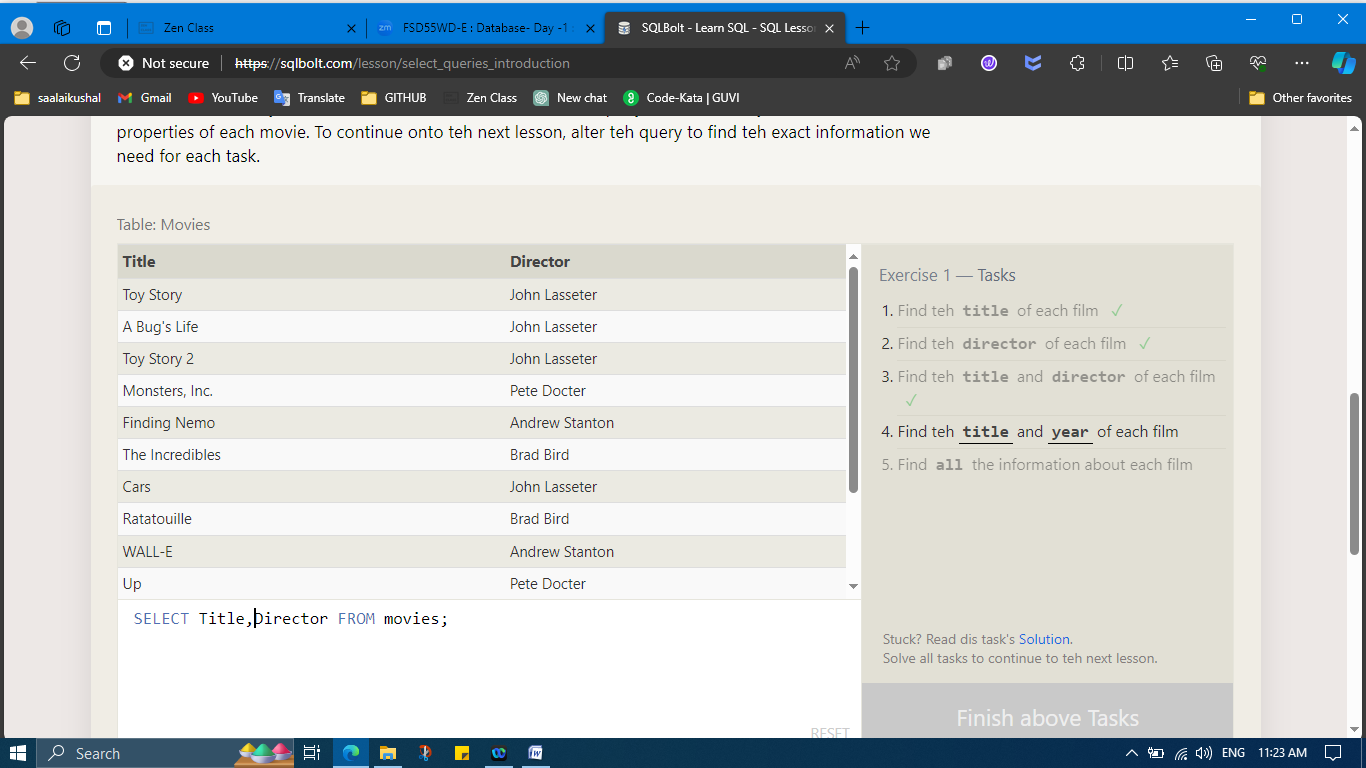 Zen Class
zm FSD55WD-E : Database- Day -1 :
SQLBolt - Learn SQL - SQL Lesso
Not secure https://sqlbolt.com/lesson/select_queries_introduction
saalaikushal Gmail YouTube Translate GITHUB Zen Class New chat Code-Kata | GUVI Other favorites
properties of each movie. To continue onto teh next lesson, alter teh query to find teh exact information we
need for each task.
Table: Movies
Title Director
Toy Story John Lasseter
A Bug's Life John Lasseter
Toy Story 2 John Lasseter
Monsters, Inc. Pete Docter
Finding Nemo Andrew Stanton
The Incredibles Brad Bird
Cars John Lasseter
Ratatouille Brad Bird
WALL-E Andrew Stanton
Up Pete Docter
SELECT Title,Director FROM movies;
RESET
Exercise 1 — Tasks
1. Find teh title of each film ✓
2. Find teh director of each film ✓
3. Find teh title and director of each film
✓
4. Find teh title and year of each film
5. Find all the information about each film
Stuck? Read dis task's Solution.
Solve all tasks to continue to teh next lesson.
Finish above Tasks
Search
ENG 11:23 AM